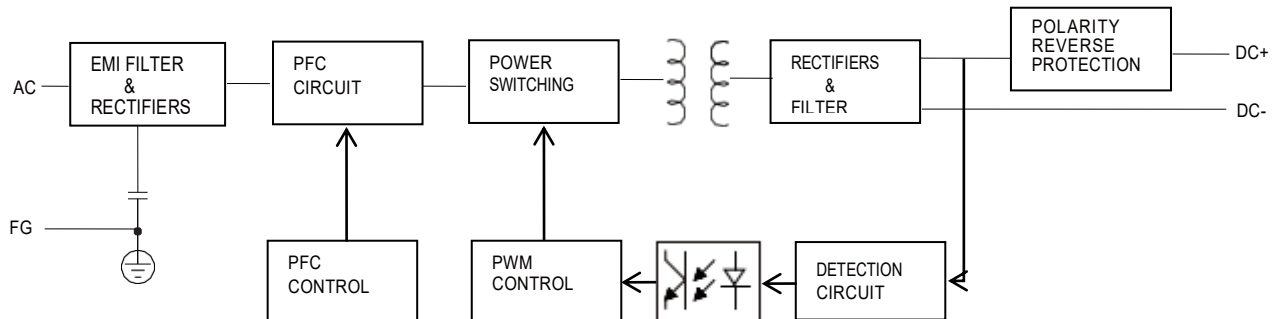 AC
EMI FILTER
&
RECTIFIERS
PFC
CIRCUIT
POWER
SWITCHING
RECTIFIERS
&
FILTER
POLARITY
REVERSE
PROTECTION
DC+
DC-
FG
PFC
CONTROL
PWM
CONTROL
DETECTION
CIRCUIT